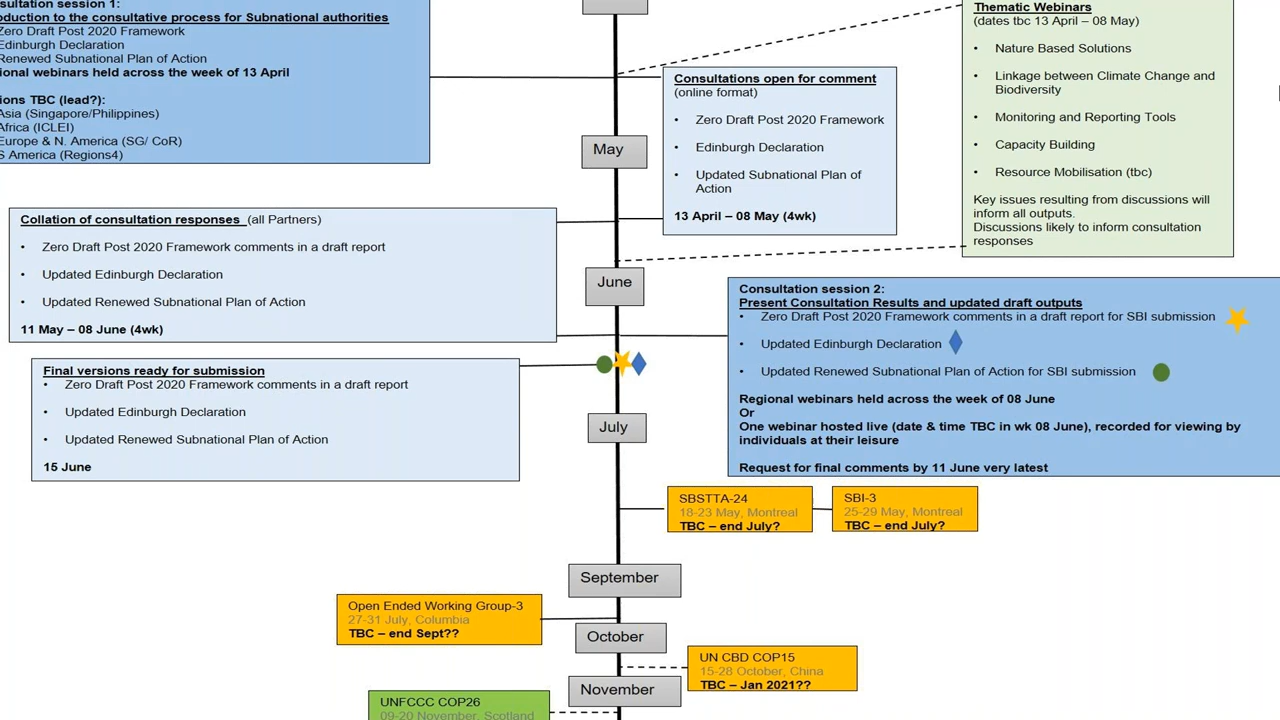 sultation session 1:
oduction to the consultative process for Subnational authorities
Zero Draft Post 2020 Framework
Edinburgh Declaration
Renewed Subnational Plan of Action
ional webinars held across the week of 13 April
ions TBC (lead?):
Asia (Singapore/Philippines)
Africa (ICLEI)
Europe & N. America (SG/ CoR)
S America (Regions4)
Thematic Webinars
(dates tbc 13 April – 08 May)
• Nature Based Solutions
• Linkage between Climate Change and
Biodiversity
• Monitoring and Reporting Tools
• Capacity Building
• Resource Mobilisation (tbc)
Key issues resulting from discussions will
inform all outputs.
Discussions likely to inform consultation
responses
Consultations open for comment
(online format)
• Zero Draft Post 2020 Framework
• Edinburgh Declaration
• Updated Subnational Plan of
Action
13 April – 08 May (4wk)
May
Collation of consultation responses (all Partners)
• Zero Draft Post 2020 Framework comments in a draft report
• Updated Edinburgh Declaration
• Updated Renewed Subnational Plan of Action
11 May – 08 June (4wk)
June
Consultation session 2:
Present Consultation Results and updated draft outputs
• Zero Draft Post 2020 Framework comments in a draft report for SBI submission
• Updated Edinburgh Declaration
• Updated Renewed Subnational Plan of Action for SBI submission
Regional webinars held across the week of 08 June
Or
One webinar hosted live (date & time TBC in wk 08 June), recorded for viewing by
individuals at their leisure
Request for final comments by 11 June very latest
Final versions ready for submission
• Zero Draft Post 2020 Framework comments in a draft report
• Updated Edinburgh Declaration
• Updated Renewed Subnational Plan of Action
15 June
July
SBSTTA-24
18-23 May, Montreal
TBC – end July?
SBI-3
25-29 May, Montreal
TBC – end July?
September
Open Ended Working Group-3
27-31 July, Columbia
TBC – end Sept??
October
UN CBD COP15
15-28 October, China
TBC – Jan 2021??
November
UNFCCC COP26
09-20 November, Scotland